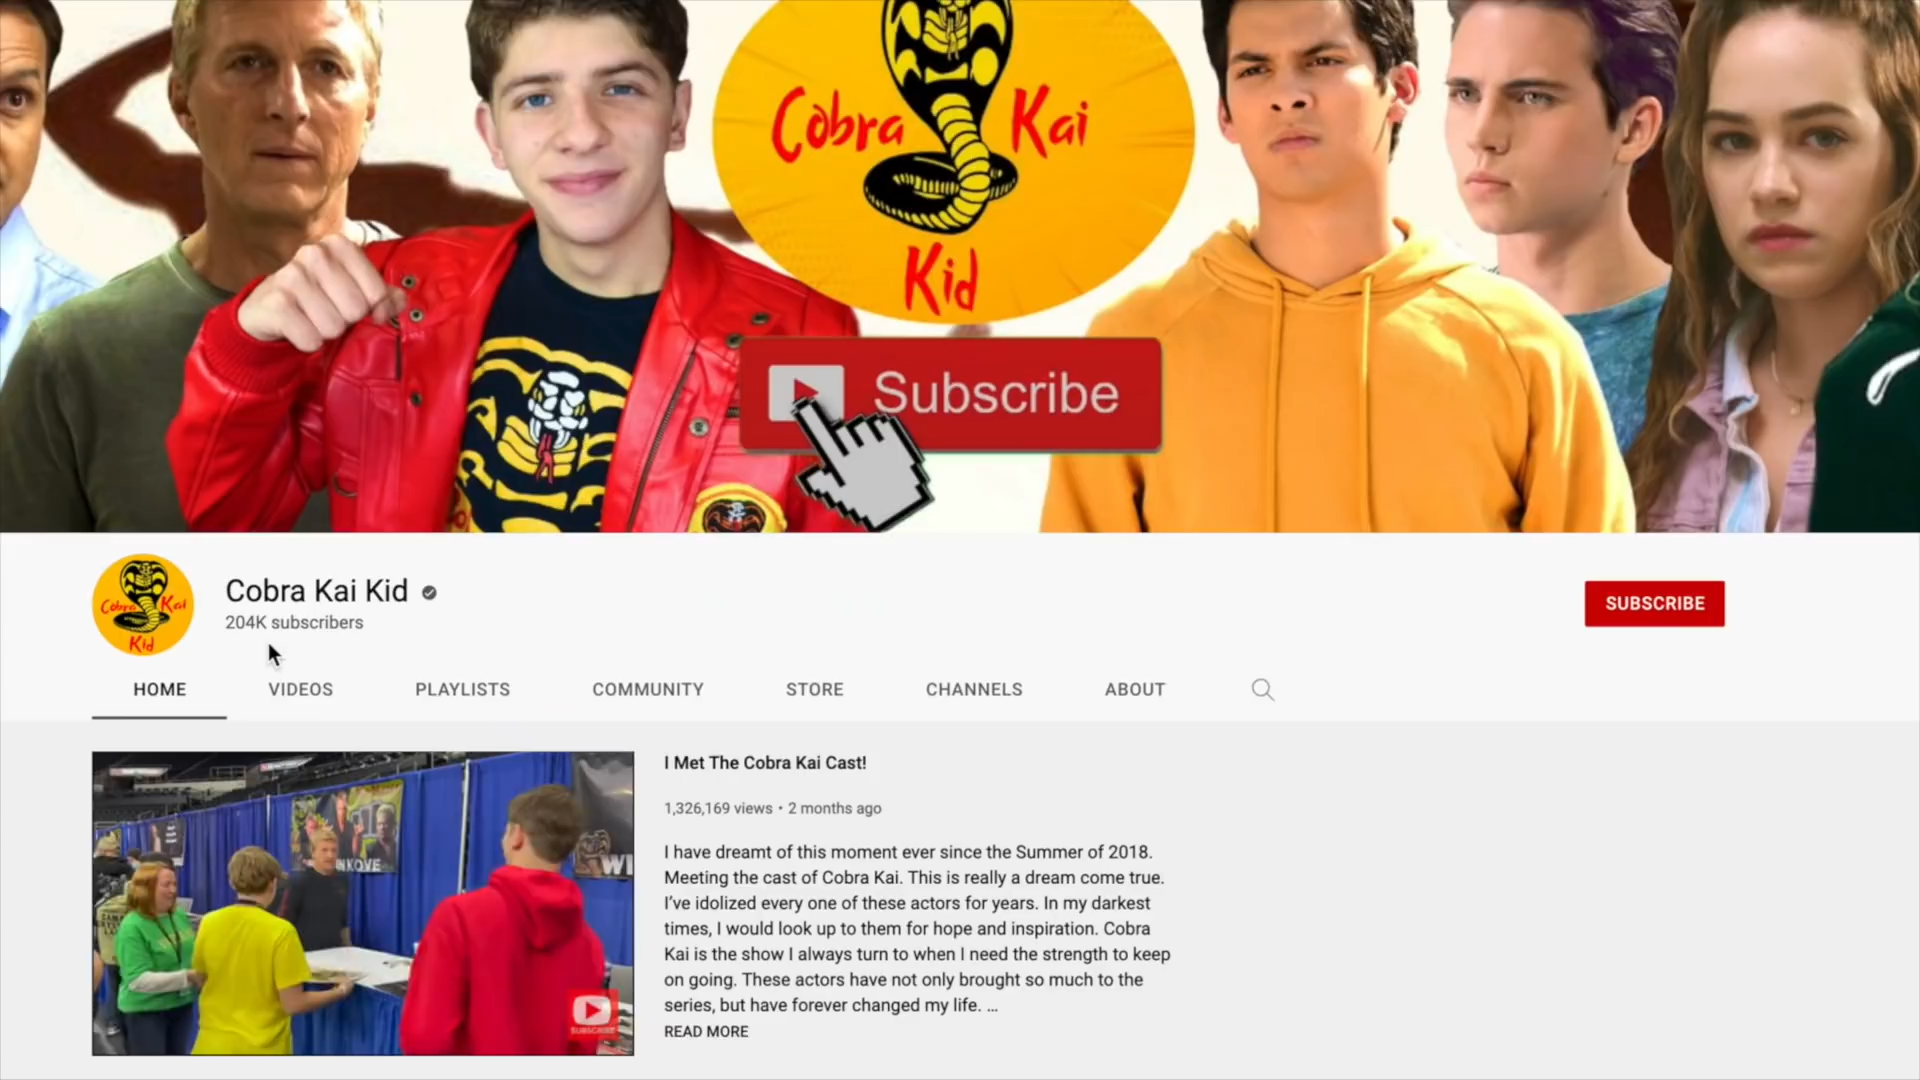 Cobra Kai
Kid
Subscribe
Cobra Kai
Kid
Cobra Kai Kid
204K subscribers
SUBSCRIBE
HOME
VIDEOS
PLAYLISTS
COMMUNITY
STORE
CHANNELS
ABOUT
I Met The Cobra Kai Cast!
1,326,169 views • 2 months ago
I have dreamt of this moment ever since the Summer of 2018.
Meeting the cast of Cobra Kai. This is really a dream come true.
I've idolized every one of these actors for years. In my darkest
times, I would look up to them for hope and inspiration. Cobra
Kai is the show I always turn to when I need the strength to keep
on going. These actors have not only brought so much to the
series, but have forever changed my life. ...
READ MORE
SUBSCRIBE